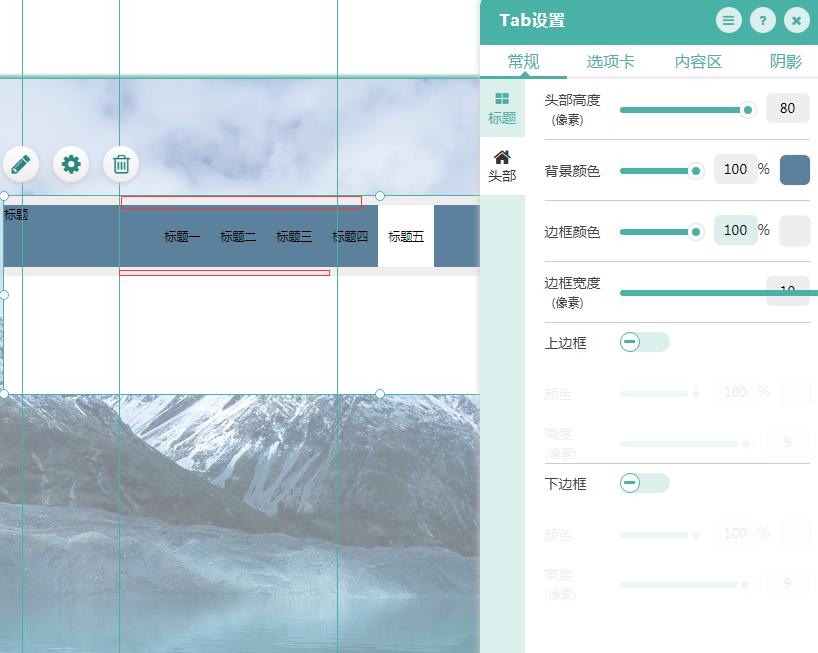 Tab设置
?
常规 选项卡 内容区 阴影
标题
头部
头部高度
(像素)
80
背景颜色
100 %
边框颜色
100 %
边框宽度
(像素)
10
上边框
颜色
100 %
高度
(像素)
9
下边框
颜色
100 %
高度
(像素)
9
标题
标题一 标题二 标题三 标题四 标题五